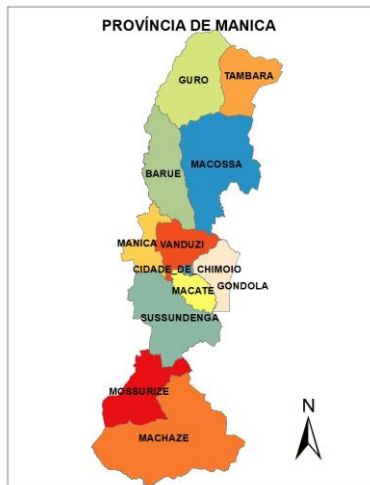 PROVÍNCIA DE MANICA
TAMBARA
GURO
MACOSSA
BARUE
MANICA
VANDUZI
CIDADE_DE_CHIMOIO
GONDOLA
MACATE
SUSSUNDENGA
MOSSURIZE
MACHAZE
N